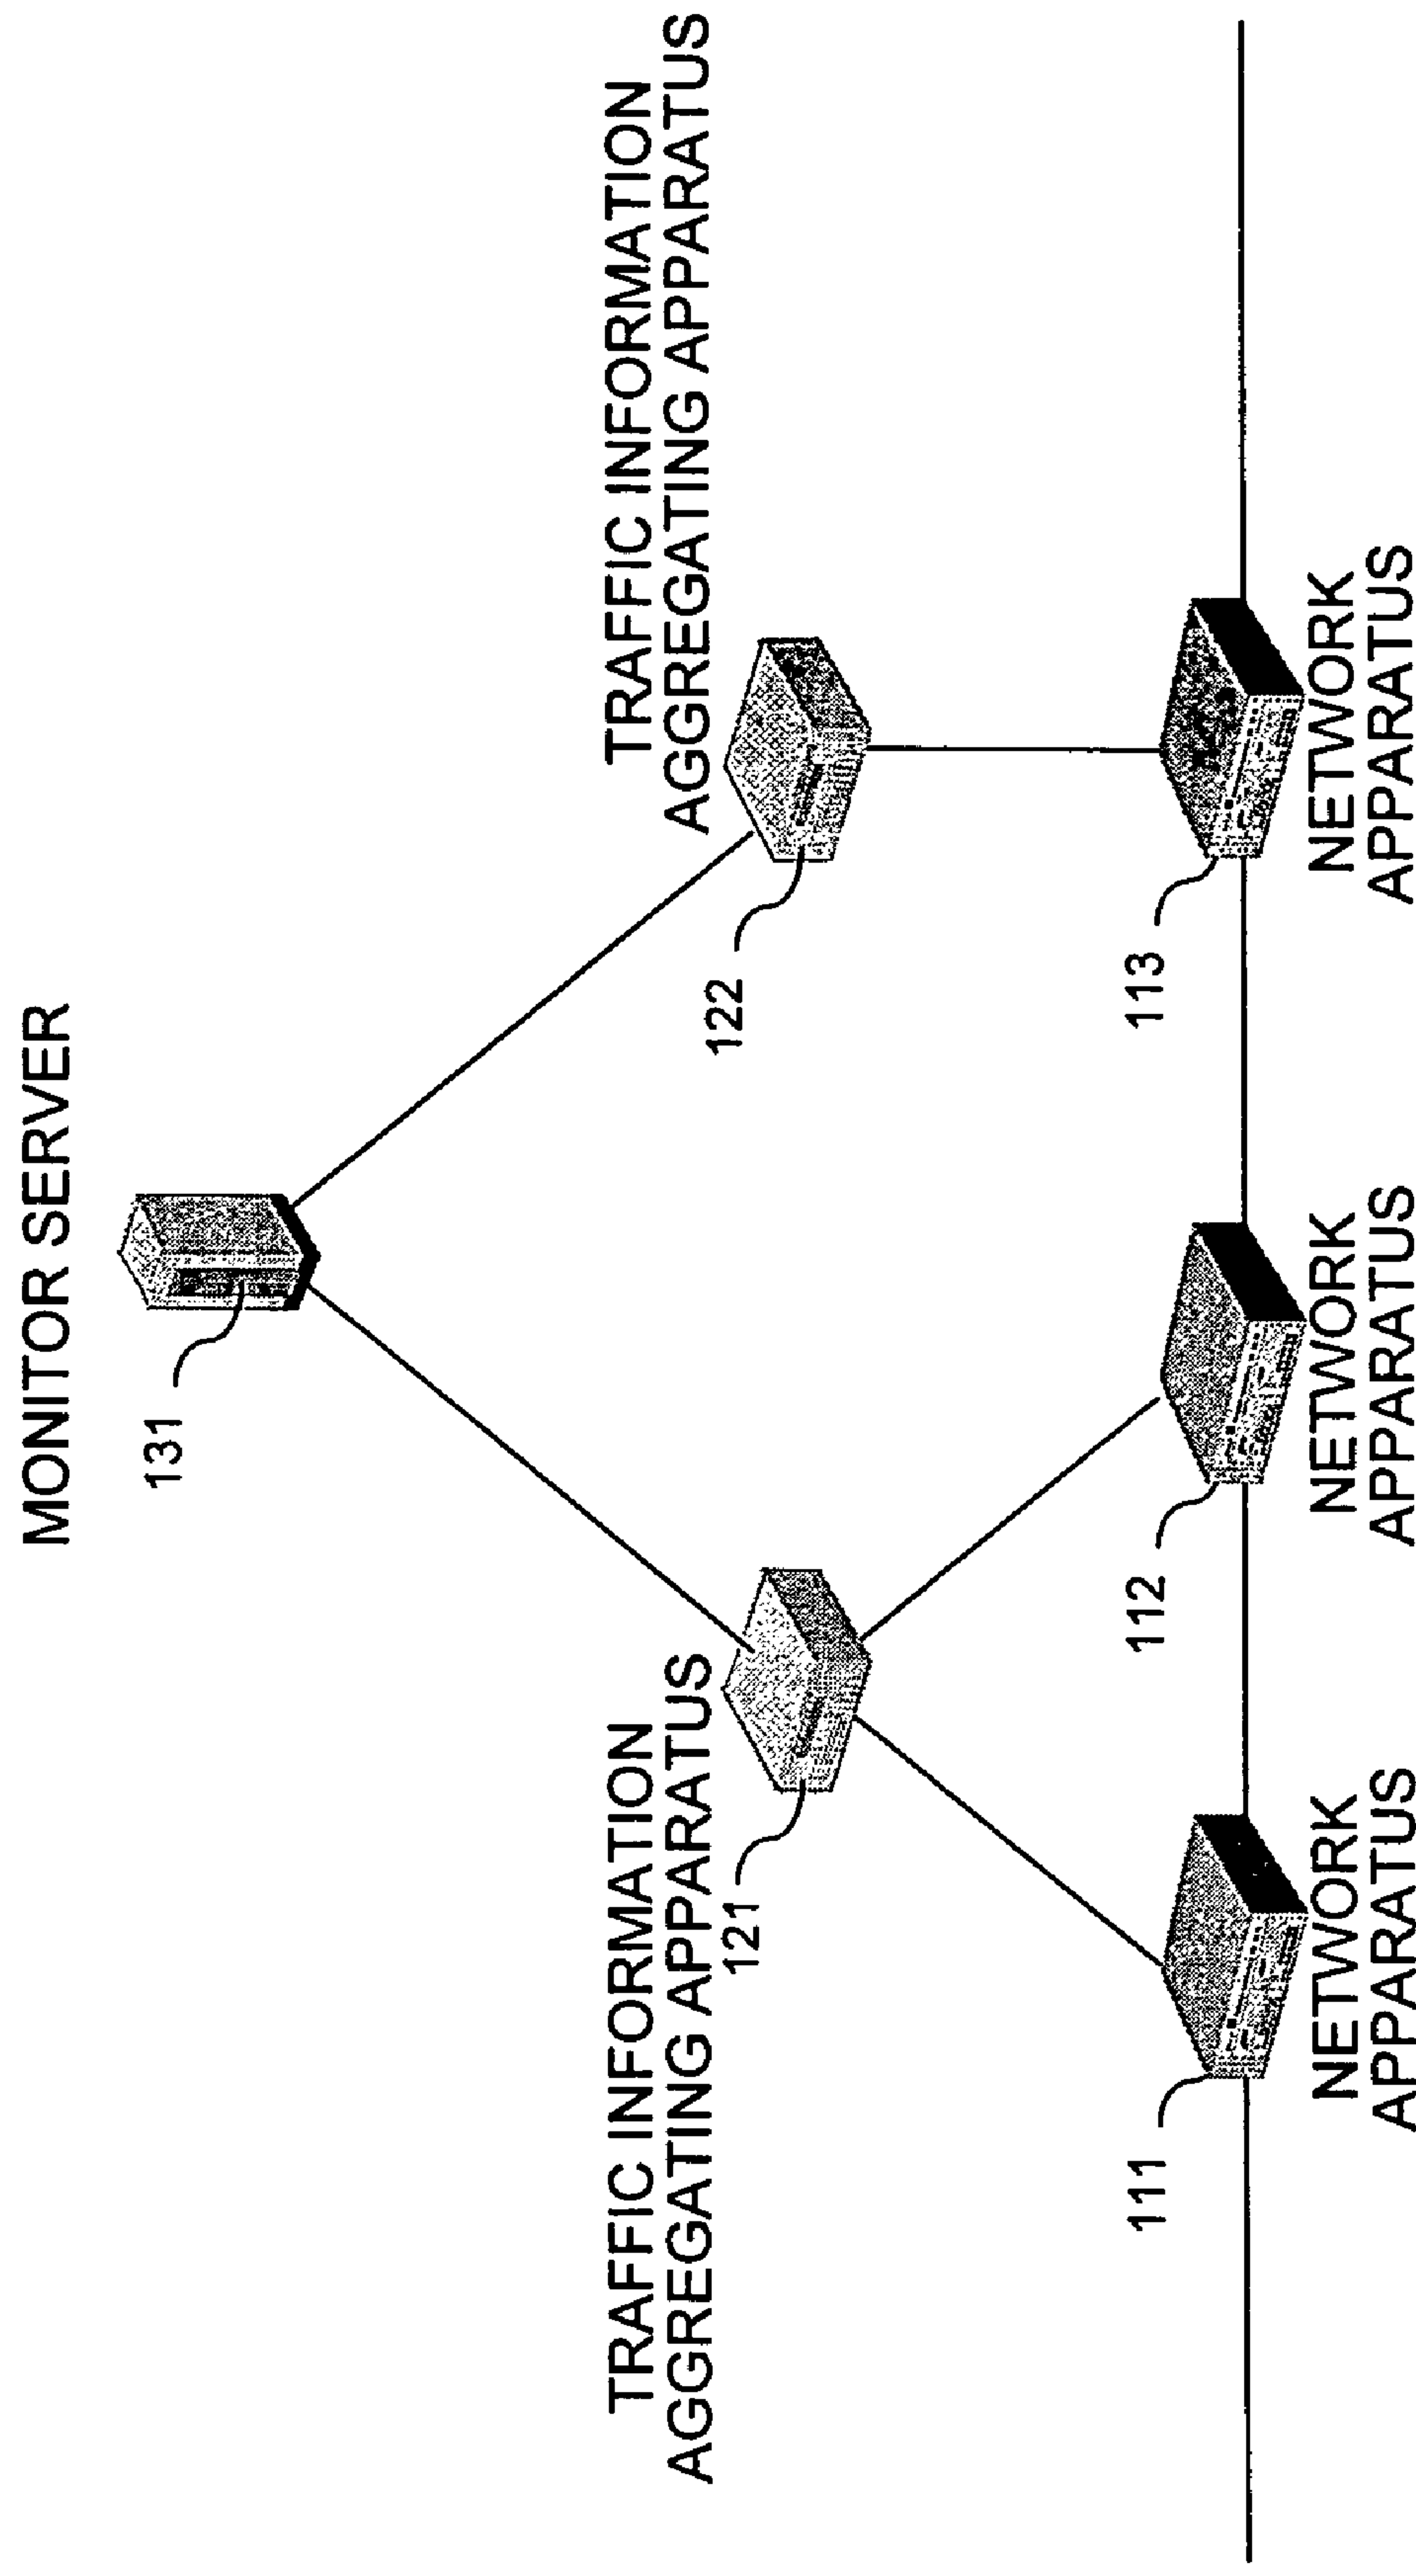 MONITOR SERVER
131
TRAFFIC INFORMATION
AGGREGATING APPARATUS
121
TRAFFIC INFORMATION
AGGREGATING APPARATUS
122
111
NETWORK
APPARATUS
112
NETWORK
APPARATUS
113
NETWORK
APPARATUS